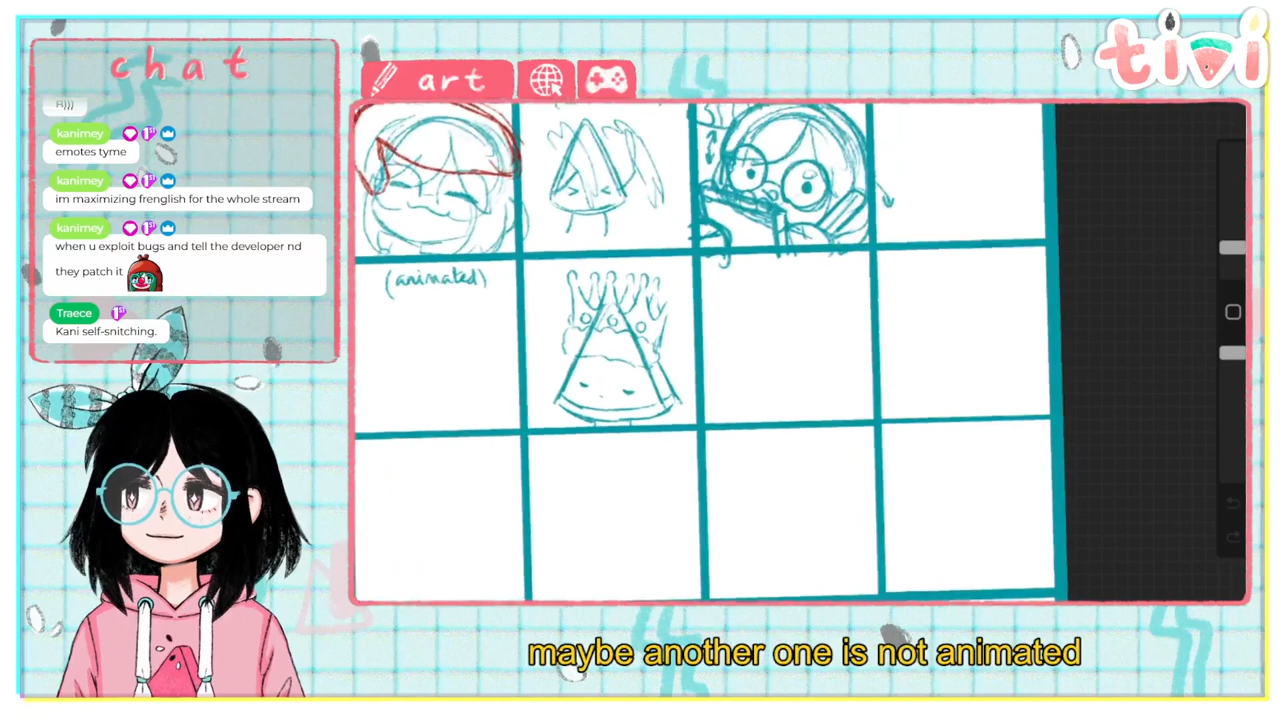 chat
R)))
kanimey
emotes tyme
kanimey
im maximizing frenglish for the whole stream
kanimey
when u exploit bugs and tell the developer nd
they patch it
Traece
Kani self-snitching.
art
tivi
(animated)
maybe another one is not animated